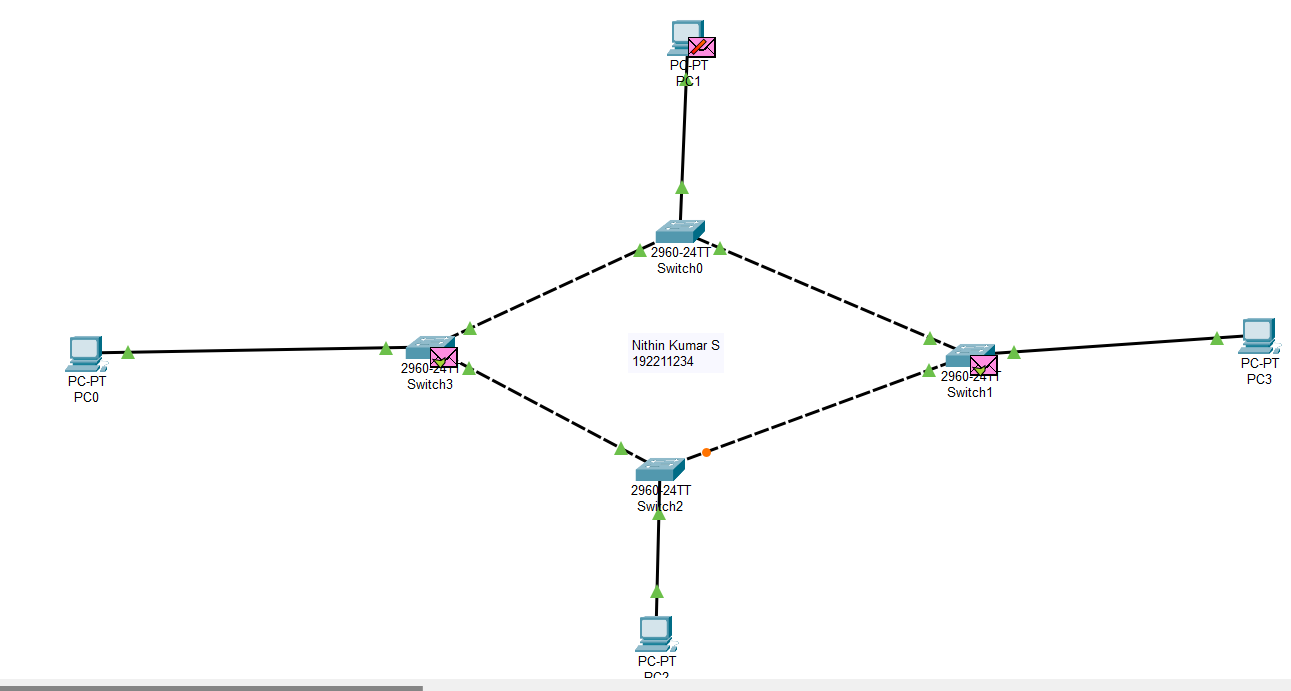 PC-PT
PC1
2960-24TT
Switch0
Nithin Kumar S
192211234
PC-PT
PC0
2960-24TT
Switch3
2960-24TT
Switch1
PC-PT
PC3
2960-24TT
Switch2
PC-PT
PC2